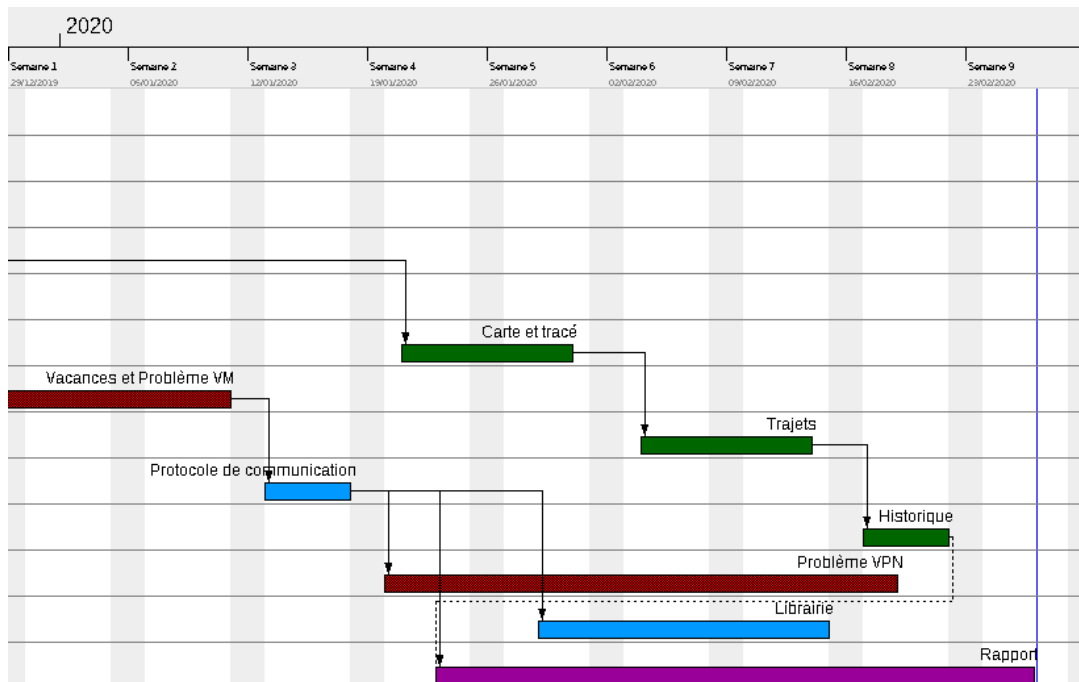 2020
Semaine 1
Semaine 2
Semaine 3
Semaine 4
Semaine 5
Semaine 6
Semaine 7
Semaine 8
Semaine 9
29/12/2019
05/01/2020
12/01/2020
19/01/2020
26/01/2020
02/02/2020
09/02/2020
16/02/2020
23/02/2020
Carte et tracé
Vacances et Problème VM
Trajets
Protocole de communication
Historique
Problème VPN
Librairie
Rapport